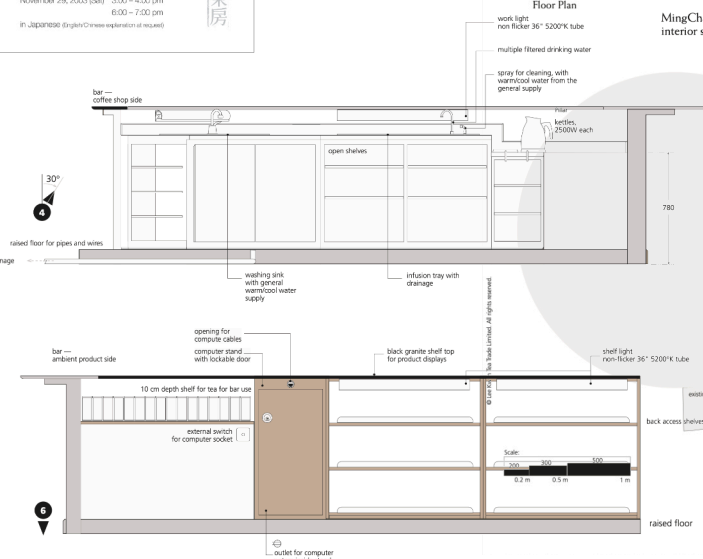 November 29, 2003 (Sat) 3:00 – 4:00 pm
6:00 – 7:00 pm
in Japanese (English/Chinese explanation at request)
房
Floor Plan
MingCh
interior s
work light
non flicker 36" 5200°K tube
multiple filtered drinking water
spray for cleaning, with
warm/cool water from the
general supply
bar —
coffee shop side
Pillar
kettles,
2500W each
open shelves
30°
4
780
raised floor for pipes and wires
nage
washing sink
with general
warm/cool water
supply
infusion tray with
drainage
opening for
compute cables
bar —
ambient product side
computer stand
with lockable door
black granite shelf top
for product displays
shelf light
non-flicker 36" 5200°K tube
10 cm depth shelf for tea for bar use
existin
back access shelves
external switch
for computer socket
Scale:
200 300 500
0.2 m 0.5 m 1 m
6
raised floor
outlet for computer
Tea Trade Limited. All rights reserved.